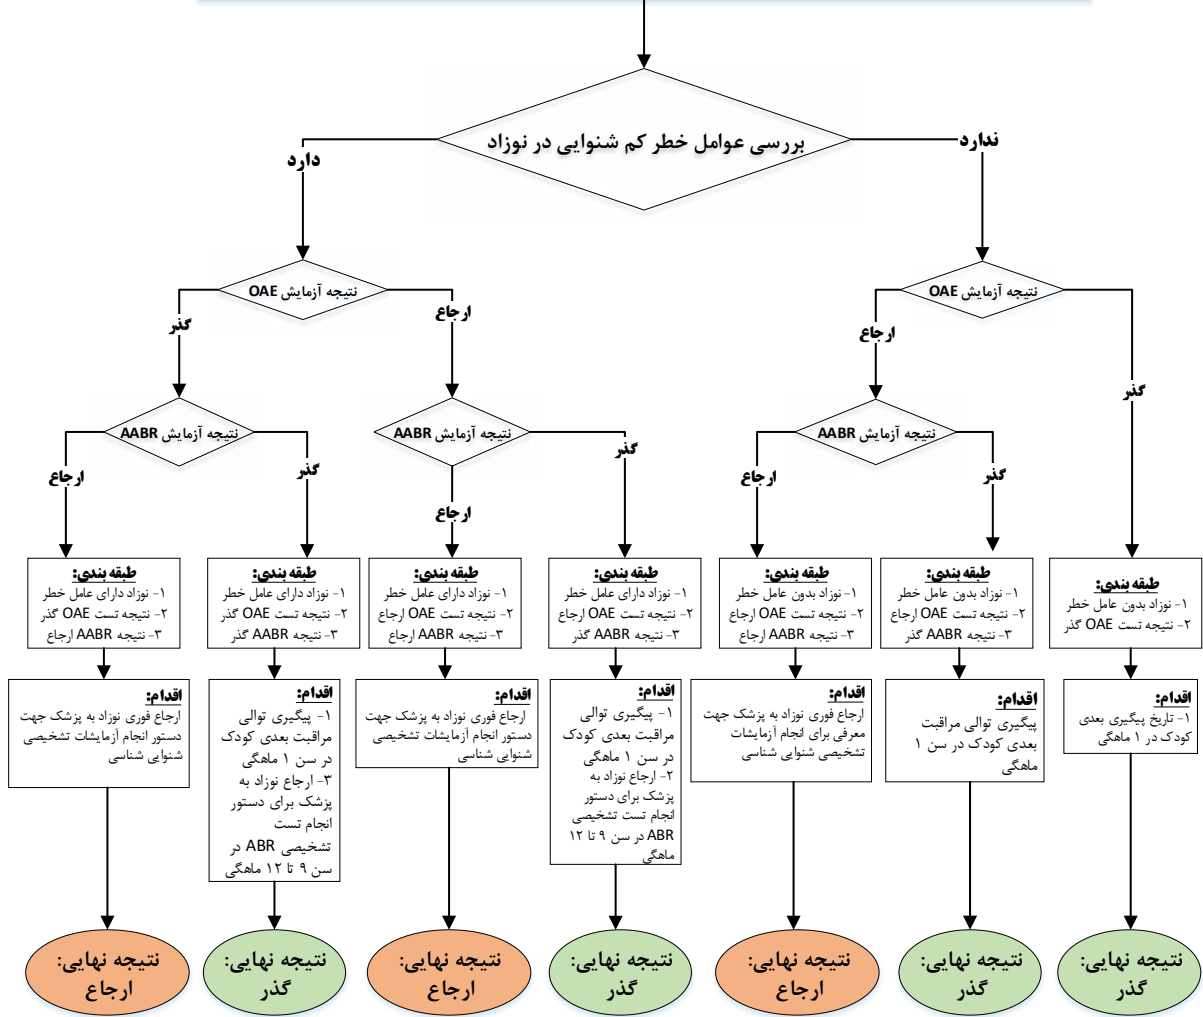 بررسی عوامل خطر کم شنوایی در نوزاد
ندارد
دارد
نتیجه آزمایش OAE
نتیجه آزمایش OAE
ارجاع
گذر
ارجاع
گذر
گذر
نتیجه آزمایش AABR
نتیجه آزمایش AABR
نتیجه آزمایش AABR
گذر
ارجاع
گذر
ارجاع
گذر
ارجاع
طبقه بندی:
۱- نوزاد بدون عامل خطر
۲- نتیجه تست OAE گذر
طبقه بندی:
۱- نوزاد بدون عامل خطر
۲- نتیجه تست OAE ارجاع
۳- نتیجه AABR گذر
طبقه بندی:
۱- نوزاد بدون عامل خطر
۲- نتیجه تست OAE ارجاع
۳- نتیجه AABR ارجاع
طبقه بندی:
۱- نوزاد دارای عامل خطر
۲- نتیجه تست OAE ارجاع
۳- نتیجه AABR گذر
طبقه بندی:
۱- نوزاد دارای عامل خطر
۲- نتیجه تست OAE ارجاع
۳- نتیجه AABR ارجاع
طبقه بندی:
۱- نوزاد دارای عامل خطر
۲- نتیجه تست OAE گذر
۳- نتیجه AABR گذر
طبقه بندی:
۱- نوزاد دارای عامل خطر
۲- نتیجه تست OAE گذر
۳- نتیجه AABR ارجاع
اقدام:
۱- تاریخ پیگیری بعدی
کودک در ۱ ماهگی
اقدام:
پیگیری توالی مراقبت
بعدی کودک در سن ۱
ماهگی
اقدام:
ارجاع فوری نوزاد به پزشک جهت
معرفی برای انجام آزمایشات
تشخیصی شنوایی شناسی
اقدام:
۱- پیگیری توالی
مراقبت بعدی کودک
در سن ۱ ماهگی
۲- ارجاع نوزاد به
پزشک برای دستور
انجام تست تشخیصی
ABR در سن ۹ تا ۱۲
ماهگی
اقدام:
ارجاع فوری نوزاد به پزشک جهت
دستور انجام آزمایشات تشخیصی
شنوایی شناسی
اقدام:
۱- پیگیری توالی
مراقبت بعدی کودک
در سن ۱ ماهگی
۳- ارجاع نوزاد به
پزشک برای دستور
انجام تست
تشخیصی ABR در
سن ۹ تا ۱۲ ماهگی
اقدام:
ارجاع فوری نوزاد به پزشک جهت
دستور انجام آزمایشات تشخیصی
شنوایی شناسی
نتیجه نهایی:
گذر
نتیجه نهایی:
گذر
نتیجه نهایی:
ارجاع
نتیجه نهایی:
گذر
نتیجه نهایی:
ارجاع
نتیجه نهایی:
گذر
نتیجه نهایی:
ارجاع